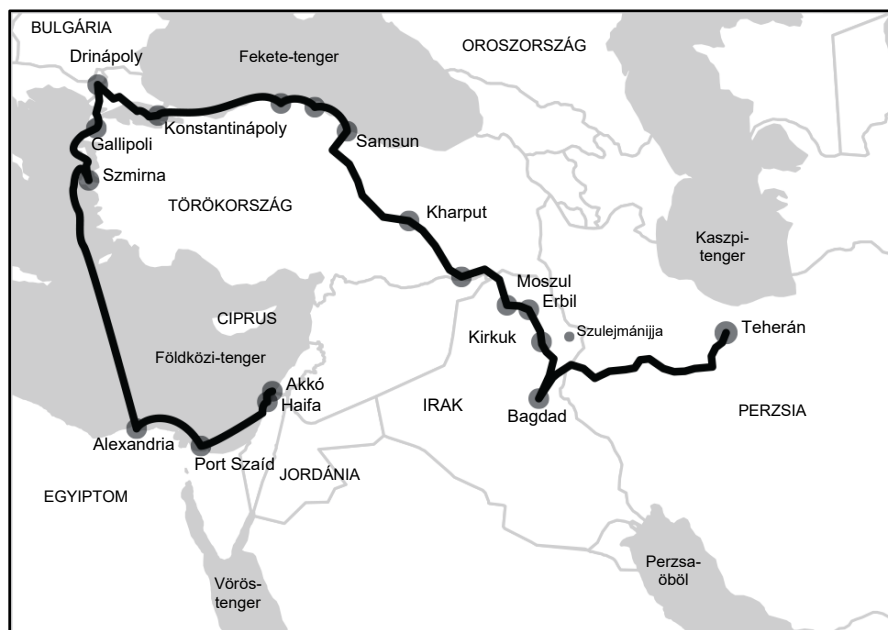 BULGÁRIA
Drinápoly
Fekete-tenger
OROSZORSZÁG
Konstantinápoly
Gallipoli
Samsun
Szmirna
TÖRÖKORSZÁG
Kharput
Kaszpi-
tenger
Moszul
Erbil
CIPRUS
Kirkuk
Szulejmánijja
Teherán
Földközi-tenger
Akkó
Haifa
IRAK
Bagdad
PERZSIA
Alexandria
Port Szaíd
JORDÁNIA
EGYIPTOM
Perzsa-
öböl
Vörös-
tenger